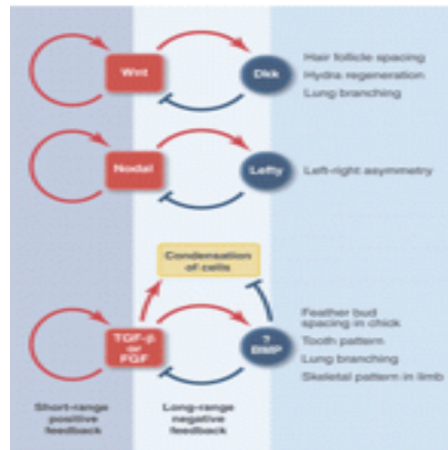 Wnt
Dkk
Hair follicle spacing
Hydra regeneration
Lung branching
Nodal
Lefty
Left-right asymmetry
Condensation
of cells
TGF-β
or
FGF
?
BMP
Feather bud
spacing in chick
Tooth pattern
Lung branching
Skeletal pattern in limb
Short-range
positive
feedback
Long-range
negative
feedback